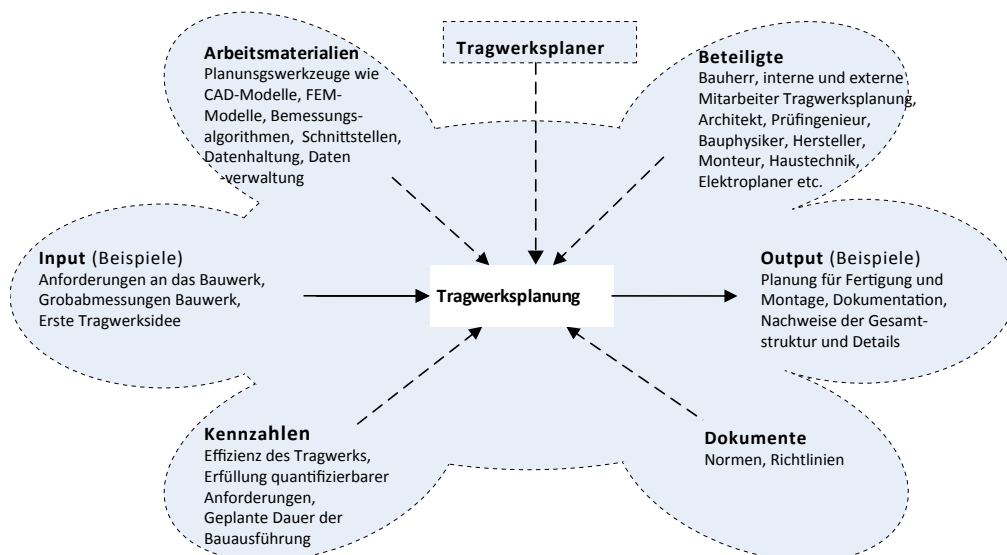 Arbeitsmaterialien
Planunsgswerkzeuge wie
CAD-Modelle, FEM-
Modelle, Bemessungs-
algorithmen, Schnittstellen,
Datenhaltung, Daten
-verwaltung
Tragwerksplaner
Beteiligte
Bauherr, interne und externe
Mitarbeiter Tragwerksplanung,
Architekt, Prüfingenieur,
Bauphysiker, Hersteller,
Monteur, Haustechnik,
Elektroplaner etc.
Input (Beispiele)
Anforderungen an das Bauwerk,
Grobabmessungen Bauwerk,
Erste Tragwerksidee
Tragwerksplanung
Output (Beispiele)
Planung für Fertigung und
Montage, Dokumentation,
Nachweise der Gesamt-
struktur und Details
Kennzahlen
Effizienz des Tragwerks,
Erfüllung quantifizierbarer
Anforderungen,
Geplante Dauer der
Bauausführung
Dokumente
Normen, Richtlinien